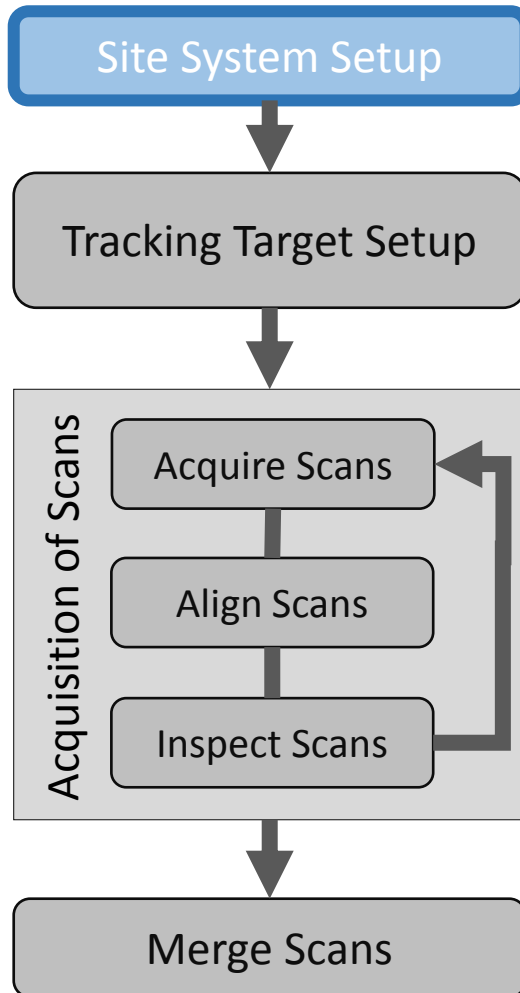 Site System Setup
Tracking Target Setup
Acquisition of Scans
Acquire Scans
Align Scans
Inspect Scans
Merge Scans